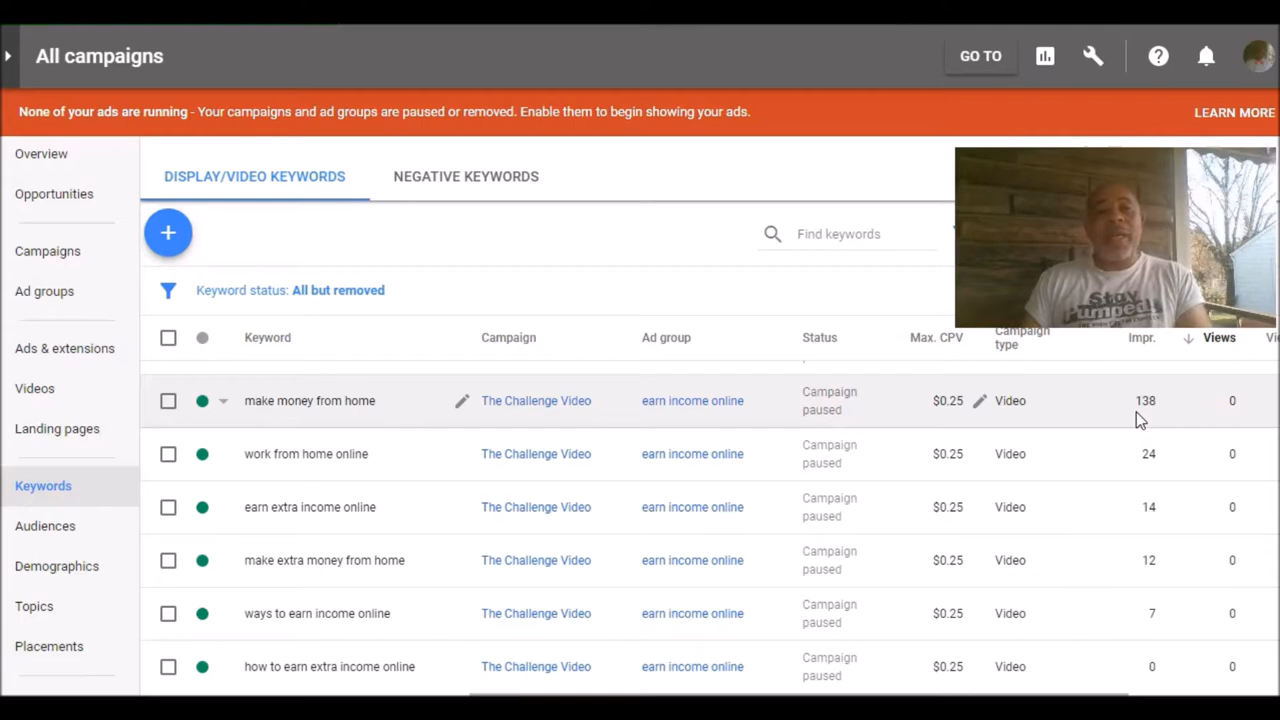 All campaigns
GO TO
None of your ads are running - Your campaigns and ad groups are paused or removed. Enable them to begin showing your ads.
LEARN MORE
Overview
Opportunities
Campaigns
Ad groups
Ads & extensions
Videos
Landing pages
Keywords
Audiences
Demographics
Topics
Placements
DISPLAY/VIDEO KEYWORDS
NEGATIVE KEYWORDS
Find keywords
Stay
Pumped!
Keyword status: All but removed
Keyword Campaign Ad group Status Max. CPV Campaign type Impr. Views
make money from home The Challenge Video earn income online Campaign paused $0.25 Video 138 0
work from home online The Challenge Video earn income online Campaign paused $0.25 Video 24 0
earn extra income online The Challenge Video earn income online Campaign paused $0.25 Video 14 0
make extra money from home The Challenge Video earn income online Campaign paused $0.25 Video 12 0
ways to earn income online The Challenge Video earn income online Campaign paused $0.25 Video 7 0
how to earn extra income online The Challenge Video earn income online Campaign paused $0.25 Video 0 0